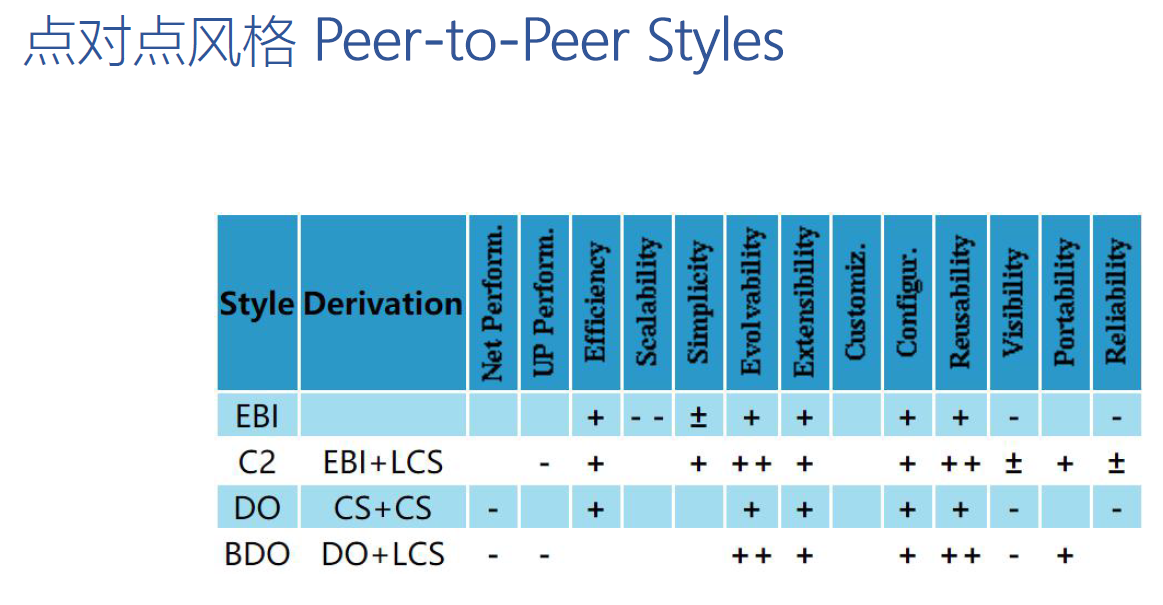 点对点风格 Peer-to-Peer Styles
Style Derivation Net Perform. UP Perform. Efficiency Scalability Simplicity Evolvability Extensibility Customiz. Configur. Reusability Visibility Portability Reliability
EBI + - - ± + + + + - -
C2 EBI+LCS - + + ++ + + ++ ± + ±
DO CS+CS - + + + + + - -
BDO DO+LCS - - ++ + + ++ - +